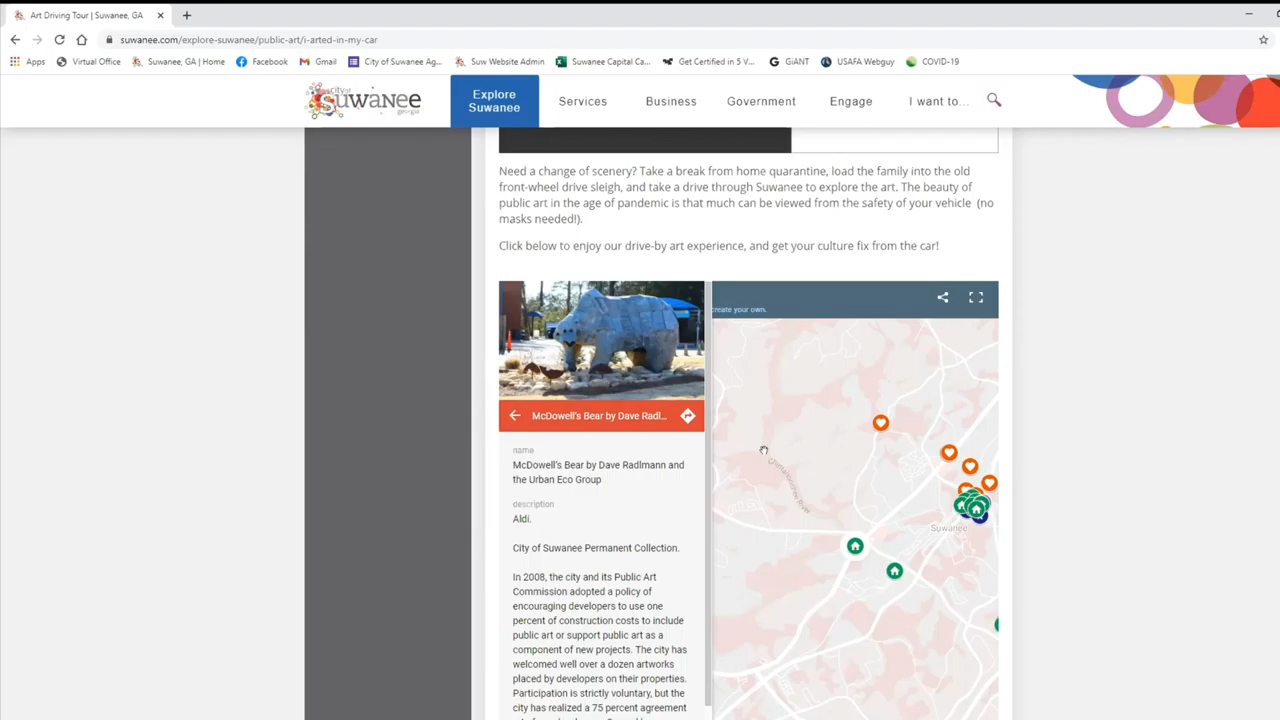 Art Driving Tour | Suwanee, GA
suwanee.com/explore-suwanee/public-art/i-arted-in-my-car
Apps Virtual Office Suwanee, GA | Home Facebook Gmail City of Suwanee Ag... Suw Website Admin Suwanee Capital Ca... Get Certified in 5 V... GiANT USAFA Webguy COVID-19
city of
suwanee
georgia
Explore
Suwanee
Services Business Government Engage I want to...
Need a change of scenery? Take a break from home quarantine, load the family into the old
front-wheel drive sleigh, and take a drive through Suwanee to explore the art. The beauty of
public art in the age of pandemic is that much can be viewed from the safety of your vehicle (no
masks needed!).
Click below to enjoy our drive-by art experience, and get your culture fix from the car!
create your own.
McDowell's Bear by Dave Radl...
name
McDowell's Bear by Dave Radlmann and
the Urban Eco Group
description
Aldi.
City of Suwanee Permanent Collection.
In 2008, the city and its Public Art
Commission adopted a policy of
encouraging developers to use one
percent of construction costs to include
public art or support public art as a
component of new projects. The city has
welcomed well over a dozen artworks
placed by developers on their properties.
Participation is strictly voluntary, but the
city has realized a 75 percent agreement
Chattahoochee River
Suwanee